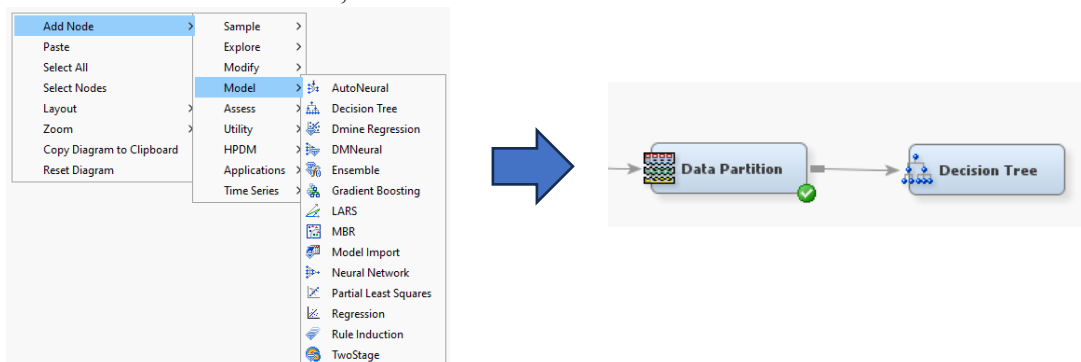 Add Node
Paste
Select All
Select Nodes
Layout
Zoom
Copy Diagram to Clipboard
Reset Diagram
Sample
Explore
Modify
Model
Assess
Utility
HPDM
Applications
Time Series
AutoNeural
Decision Tree
Dmine Regression
DMNeural
Ensemble
Gradient Boosting
LARS
MBR
Model Import
Neural Network
Partial Least Squares
Regression
Rule Induction
TwoStage
Data Partition
Decision Tree